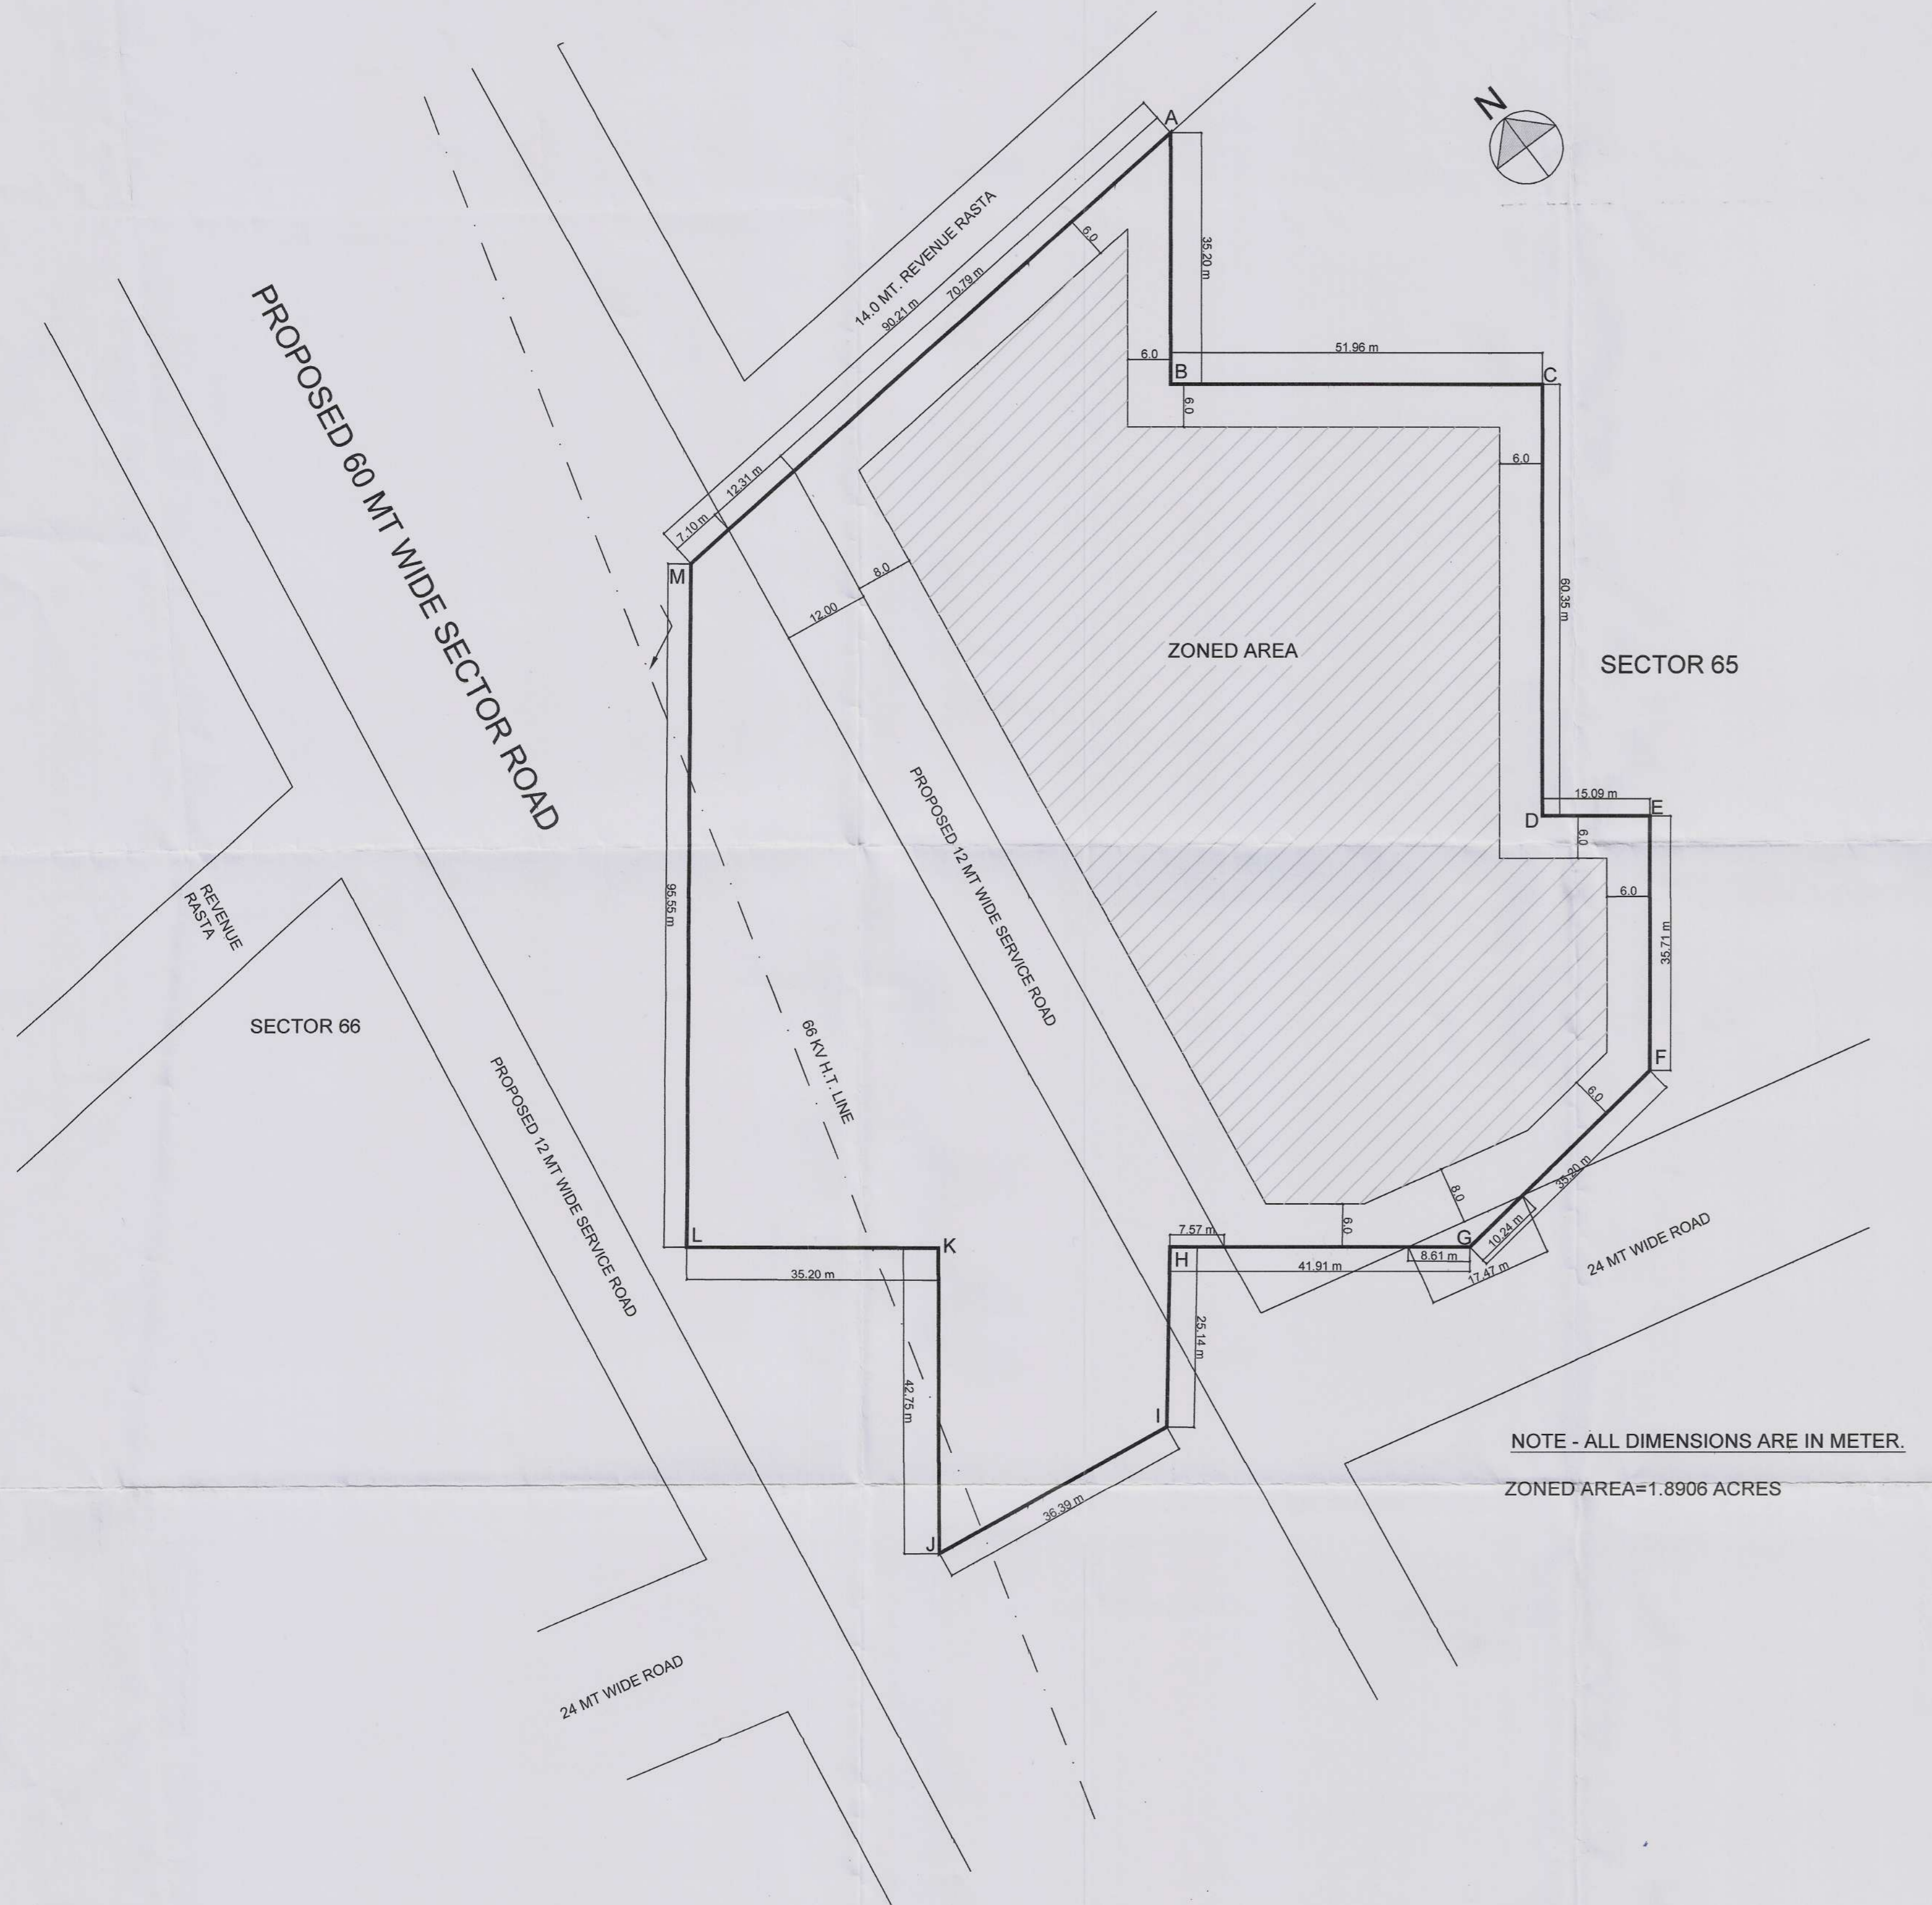 N
A
14.0 MT. REVENUE RASTA
90.21 m
70.79 m
6.0
35.20 m
6.0
B
6.0
51.96 m
C
6.0
12.31 m
7.10 m
M
8.0
12.00
PROPOSED 60 MT WIDE SECTOR ROAD
ZONED AREA
60.35 m
SECTOR 65
15.09 m
D
E
6.0
6.0
35.71 m
F
PROPOSED 12 MT WIDE SERVICE ROAD
95.55 m
REVENUE
RASTA
SECTOR 66
66 KV H.T. LINE
PROPOSED 12 MT WIDE SERVICE ROAD
6.0
35.20 m
8.0
10.24 m
G
8.61 m
17.47 m
24 MT WIDE ROAD
6.0
7.57 m
H
41.91 m
L
K
35.20 m
25.14 m
42.75 m
I
J
36.39 m
NOTE - ALL DIMENSIONS ARE IN METER.
ZONED AREA=1.8906 ACRES
24 MT WIDE ROAD